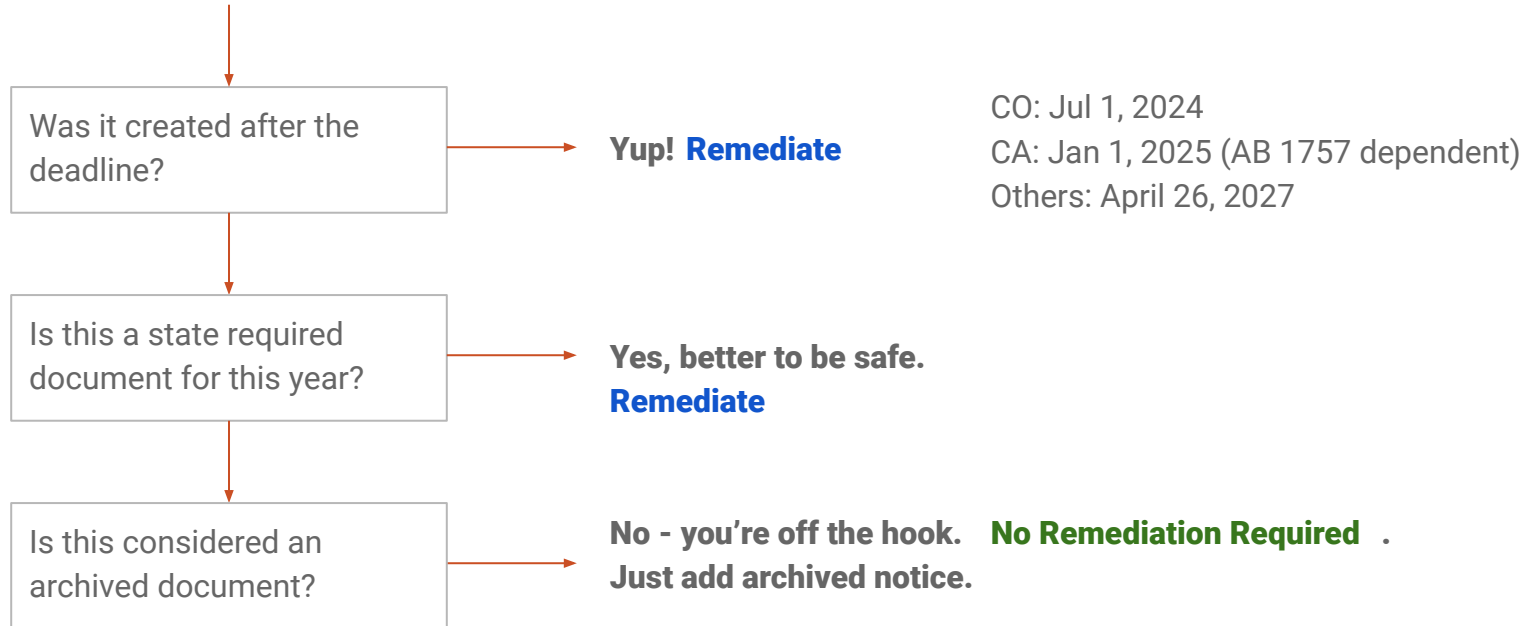 Was it created after the
deadline?
Yup! Remediate
CO: Jul 1, 2024
CA: Jan 1, 2025 (AB 1757 dependent)
Others: April 26, 2027
Is this a state required
document for this year?
Yes, better to be safe.
Remediate
Is this considered an
archived document?
No - you’re off the hook. No Remediation Required .
Just add archived notice.